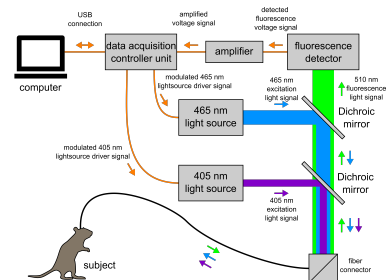 USB
connection
amplified
voltage signal
detected
fluorescence
voltage signal
data acquisition
controller unit
amplifier
fluorescence
detector
computer
modulated 465 nm
lightsource driver signal
465 nm
excitation
light signal
510 nm
fluorescence
light signal
465 nm
light source
Dichroic
mirror
modulated 405 nm
lightsource driver signal
405 nm
light source
405 nm
excitation
light signal
Dichroic
mirror
subject
fiber
connector